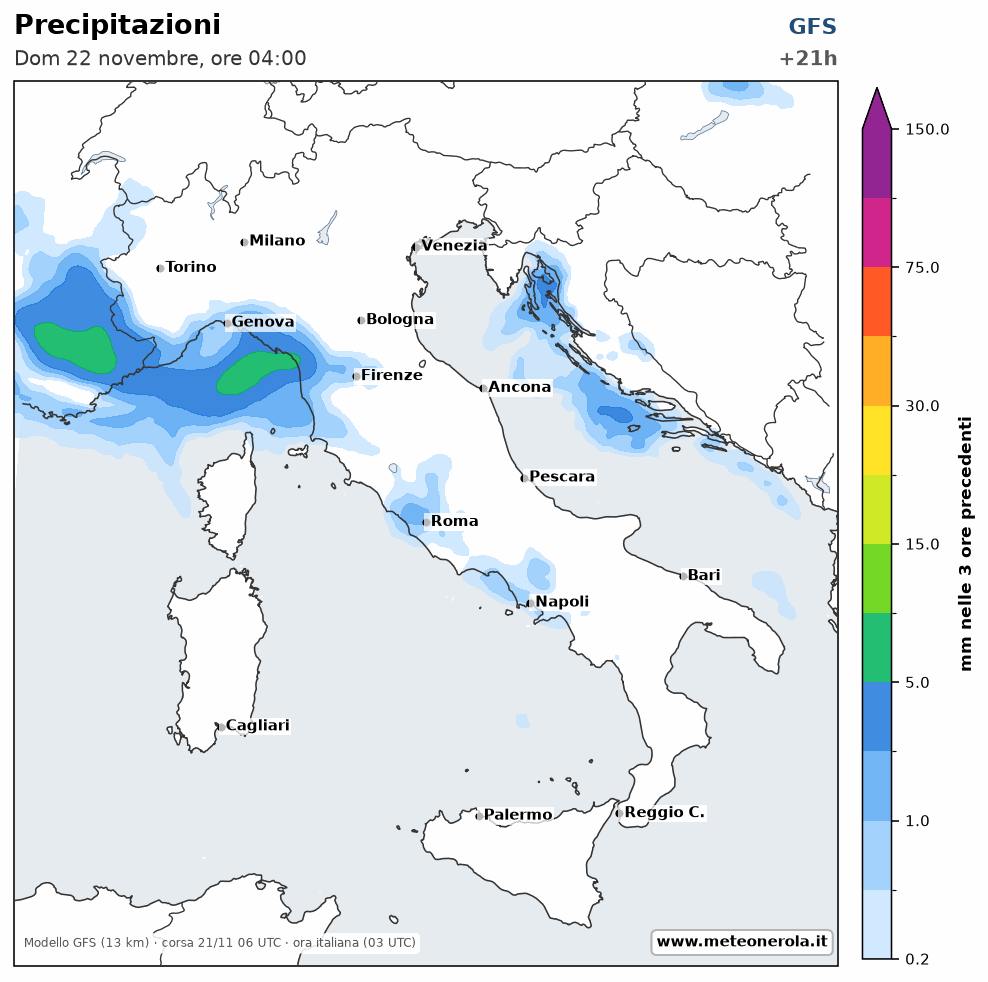 Precipitazioni
GFS
Dom 22 novembre, ore 04:00
+21h
150.0
75.0
30.0
15.0
5.0
1.0
0.2
mm nelle 3 ore precedenti
Milano
Venezia
Torino
Genova
Bologna
Firenze
Ancona
Pescara
Roma
Bari
Napoli
Cagliari
Palermo
Reggio C.
Modello GFS (13 km) · corsa 21/11 06 UTC · ora italiana (03 UTC)
www.meteonerola.it